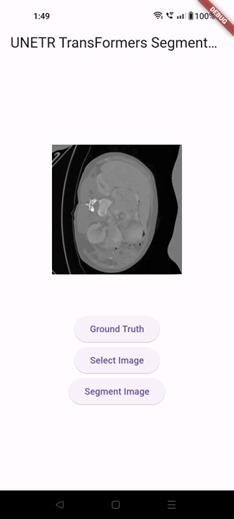 1:49
100%
DEBUG
UNETR TransFormers Segment...
Ground Truth
Select Image
Segment Image